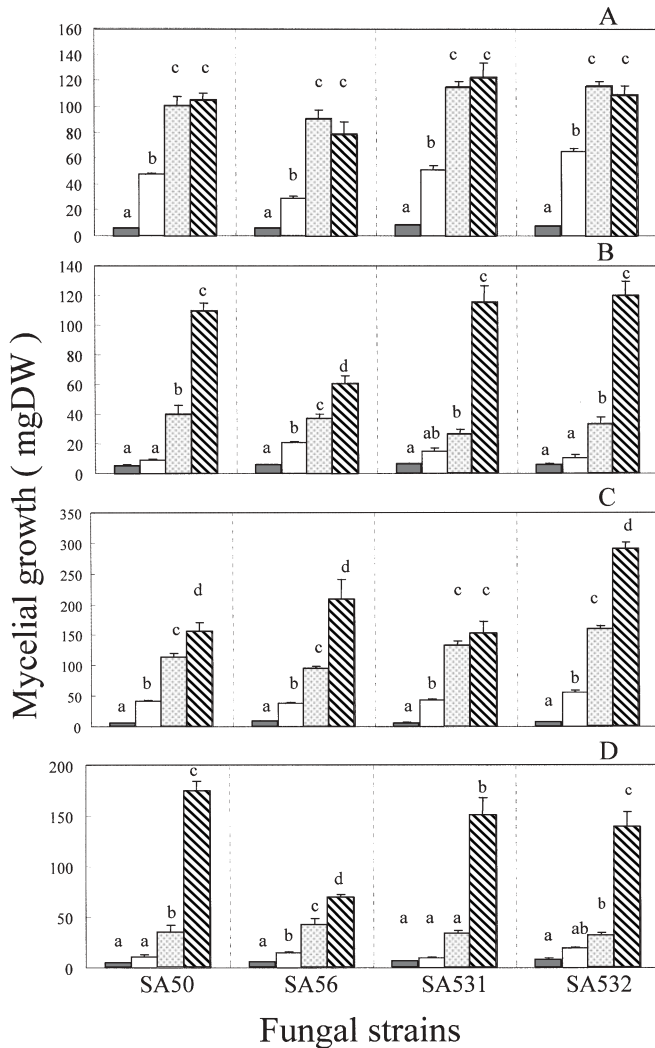 A
160
140
120
100
80
60
40
20
0
a b c c
a b c c
a b c c
a b c c
B
140
120
100
80
60
40
20
0
a a b c
a b c d
a ab b c
a a b c
C
350
300
250
200
150
100
50
0
a b c d
a b c d
a b c c
a b c d
D
200
150
100
50
0
a a b c
a b c d
a a a b
a ab b c
SA50 SA56 SA531 SA532
Fungal strains
Mycelial growth ( mgDW)